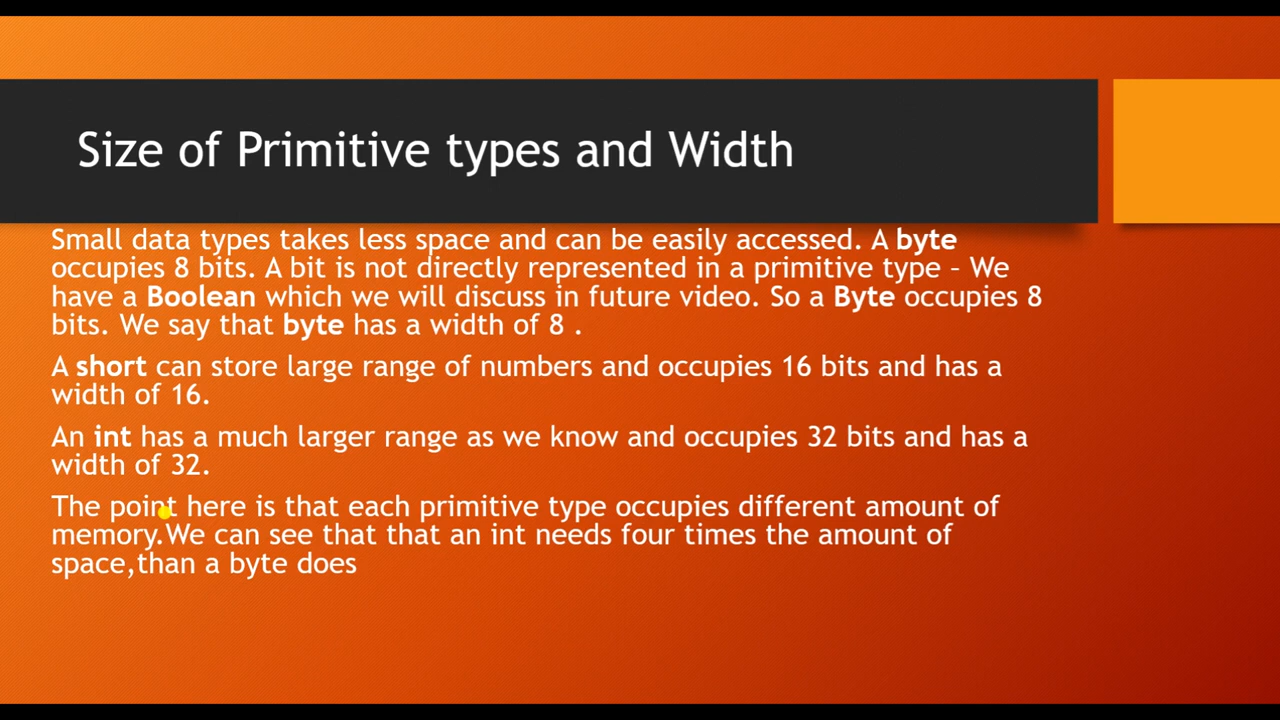 Size of Primitive types and Width
Small data types takes less space and can be easily accessed. A byte
occupies 8 bits. A bit is not directly represented in a primitive type – We
have a Boolean which we will discuss in future video. So a Byte occupies 8
bits. We say that byte has a width of 8 .
A short can store large range of numbers and occupies 16 bits and has a
width of 16.
An int has a much larger range as we know and occupies 32 bits and has a
width of 32.
The point here is that each primitive type occupies different amount of
memory.We can see that that an int needs four times the amount of
space,than a byte does